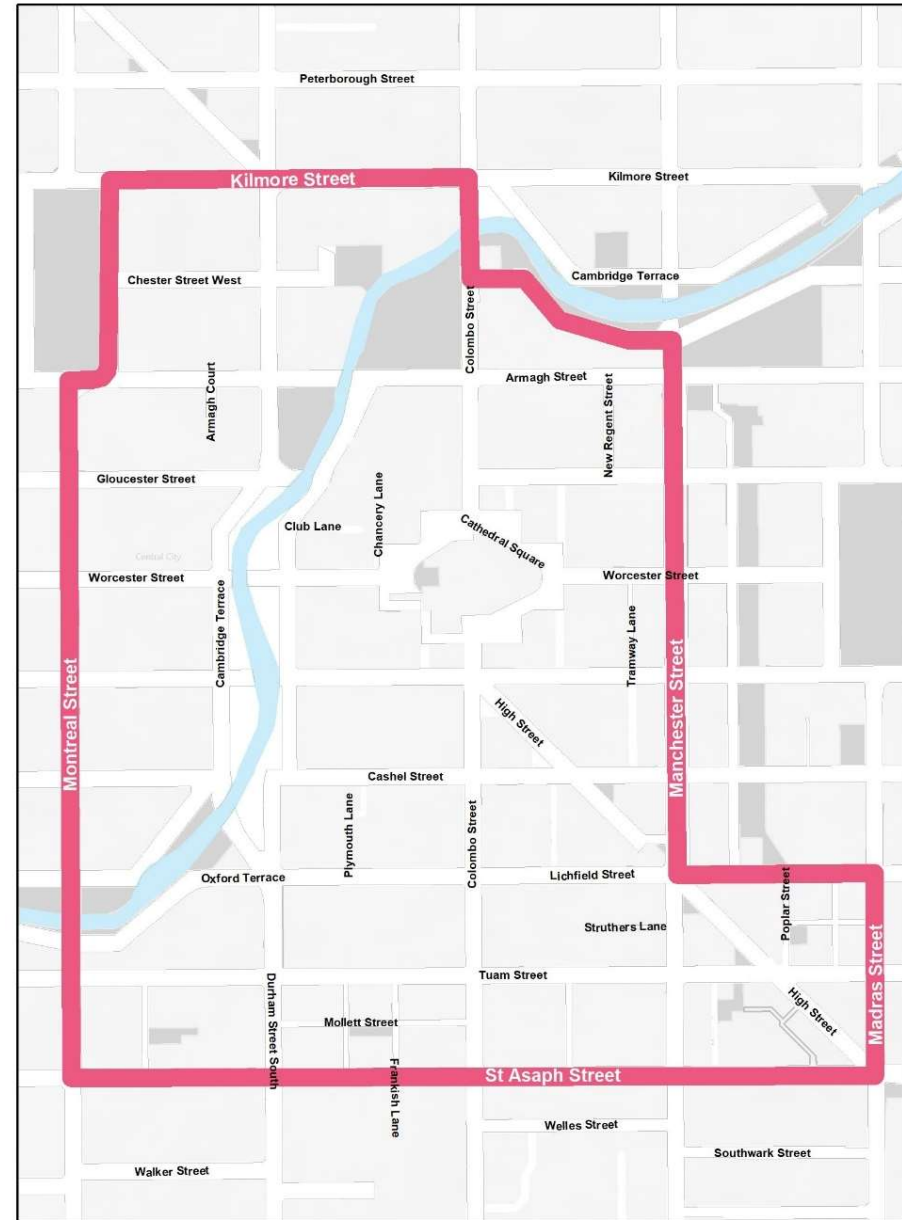 Peterborough Street
Kilmore Street
Kilmore Street
Chester Street West
Cambridge Terrace
Colombo Street
Armagh Court
Armagh Street
New Regent Street
Gloucester Street
Chancery Lane
Club Lane
Cathedral Square
Central City
Worcester Street
Worcester Street
Cambridge Terrace
Tramway Lane
Montreal Street
Manchester Street
High Street
Cashel Street
Plymouth Lane
Colombo Street
Oxford Terrace
Lichfield Street
Poplar Street
Struthers Lane
Madras Street
Tuam Street
High Street
Durham Street South
Mollett Street
Frankish Lane
St Asaph Street
Welles Street
Southwark Street
Walker Street